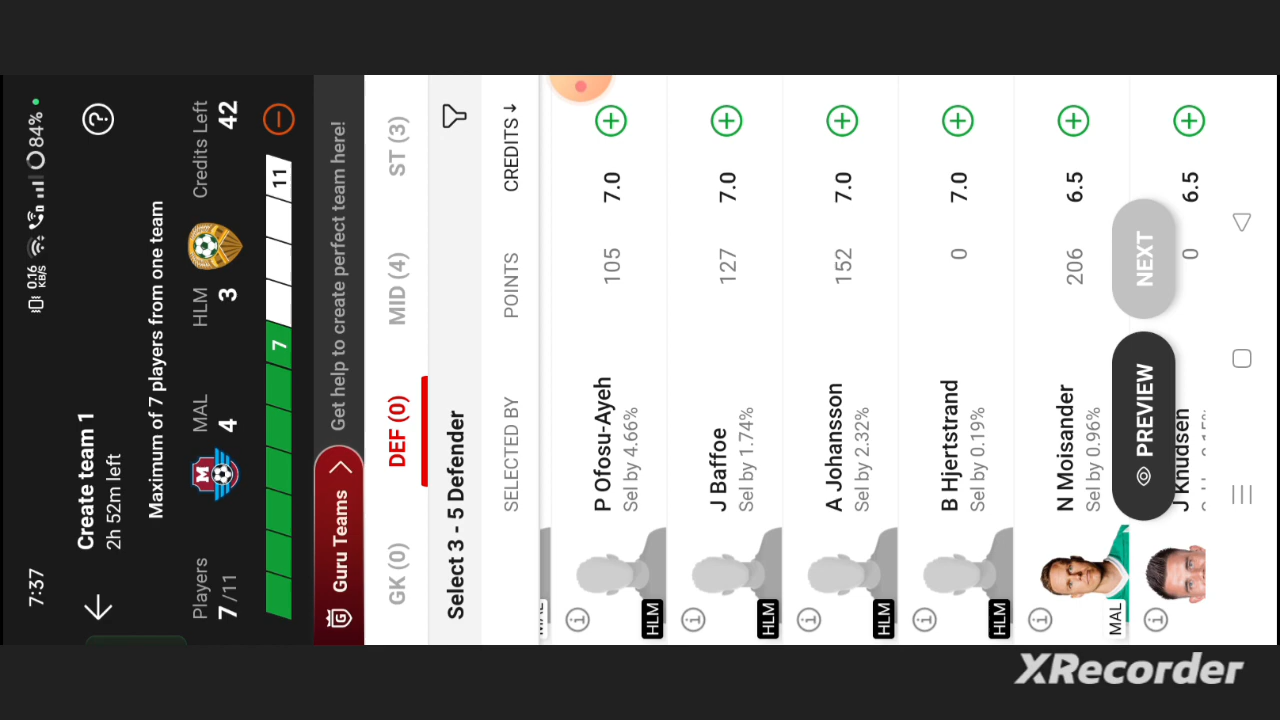 7:37
0.16
KB/S
84%
Create team 1
2h 52m left
Maximum of 7 players from one team
Players
7 /11
MAL
4
HLM
3
Credits Left
42
7
11
Guru Teams
Get help to create perfect team here!
GK (0)
DEF (0)
MID (4)
ST (3)
Select 3 - 5 Defender
SELECTED BY
POINTS
CREDITS ↓
MAL
P Ofosu-Ayeh
105
7.0
Sel by 4.66%
HLM
J Baffoe
127
7.0
Sel by 1.74%
HLM
A Johansson
152
7.0
Sel by 2.32%
HLM
B Hjertstrand
0
7.0
Sel by 0.19%
HLM
N Moisander
206
6.5
Sel by 0.96%
MAL
J Knudsen
0
6.5
PREVIEW
NEXT
XRecorder